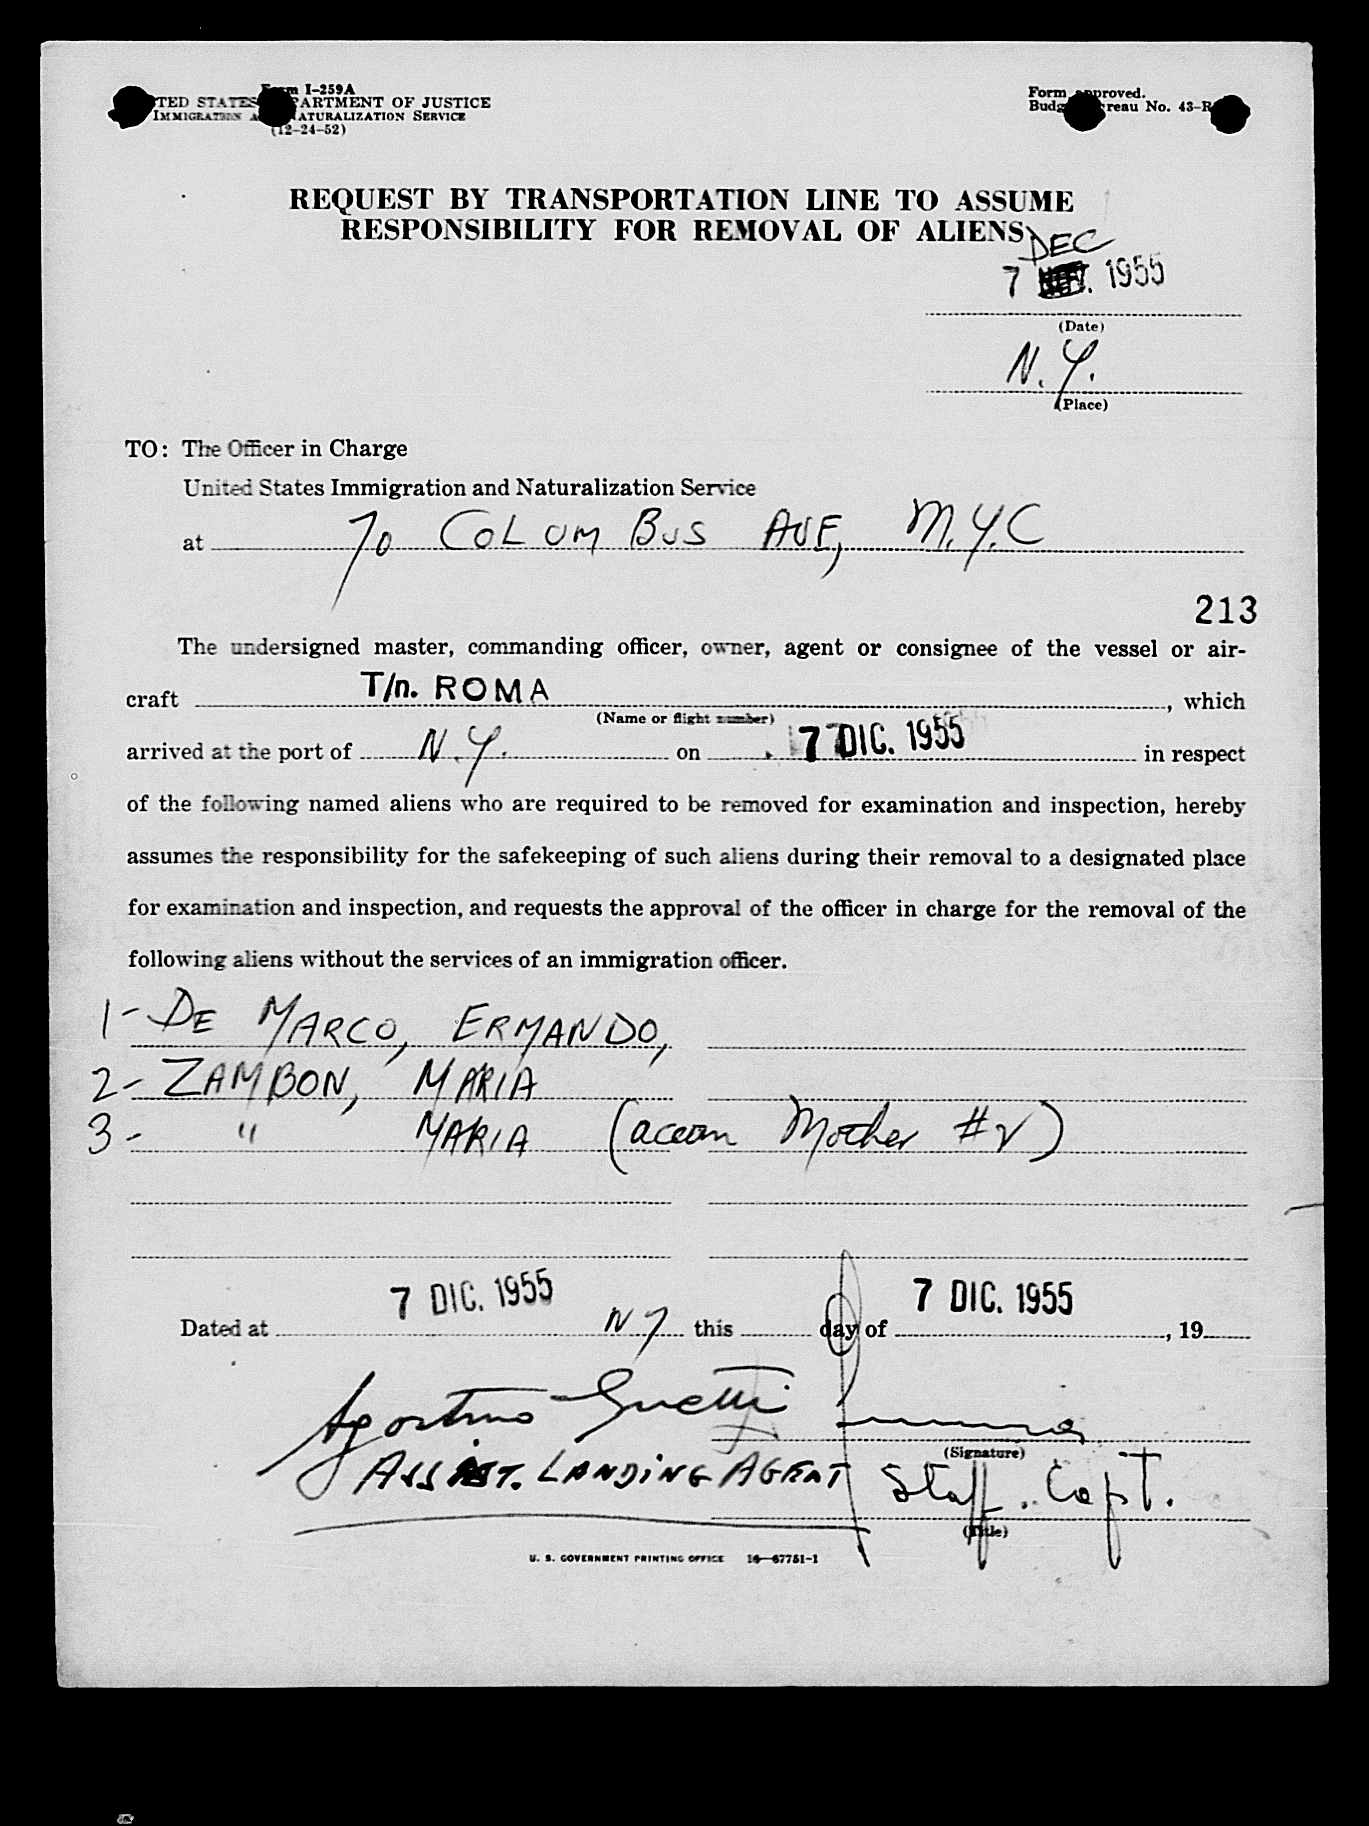 Form I-259A
TED STATES DEPARTMENT OF JUSTICE
IMMIGRATION A NATURALIZATION SERVICE
(12-24-52)
Form approved.
Budg reau No. 43-R
REQUEST BY TRANSPORTATION LINE TO ASSUME
RESPONSIBILITY FOR REMOVAL OF ALIENS
DEC
7 1955
(Date)
N.Y.
(Place)
TO: The Officer in Charge
United States Immigration and Naturalization Service
at 70 COLUMBUS AVE, N.Y.C
213
The undersigned master, commanding officer, owner, agent or consignee of the vessel or air-
craft T/n. ROMA , which
(Name or flight number)
arrived at the port of N.Y. on 7 DIC. 1955 in respect
of the following named aliens who are required to be removed for examination and inspection, hereby
assumes the responsibility for the safekeeping of such aliens during their removal to a designated place
for examination and inspection, and requests the approval of the officer in charge for the removal of the
following aliens without the services of an immigration officer.
1- DE MARCO, ERMANDO,
2- ZAMBON, MARIA
3- " MARIA (accom Mother #2)
7 DIC. 1955 7 DIC. 1955
Dated at NY this day of , 19
Agostino
(Signature)
ASSIST. LANDING AGENT Staff. Capt.
(Title)
U. S. GOVERNMENT PRINTING OFFICE 16—67751-1